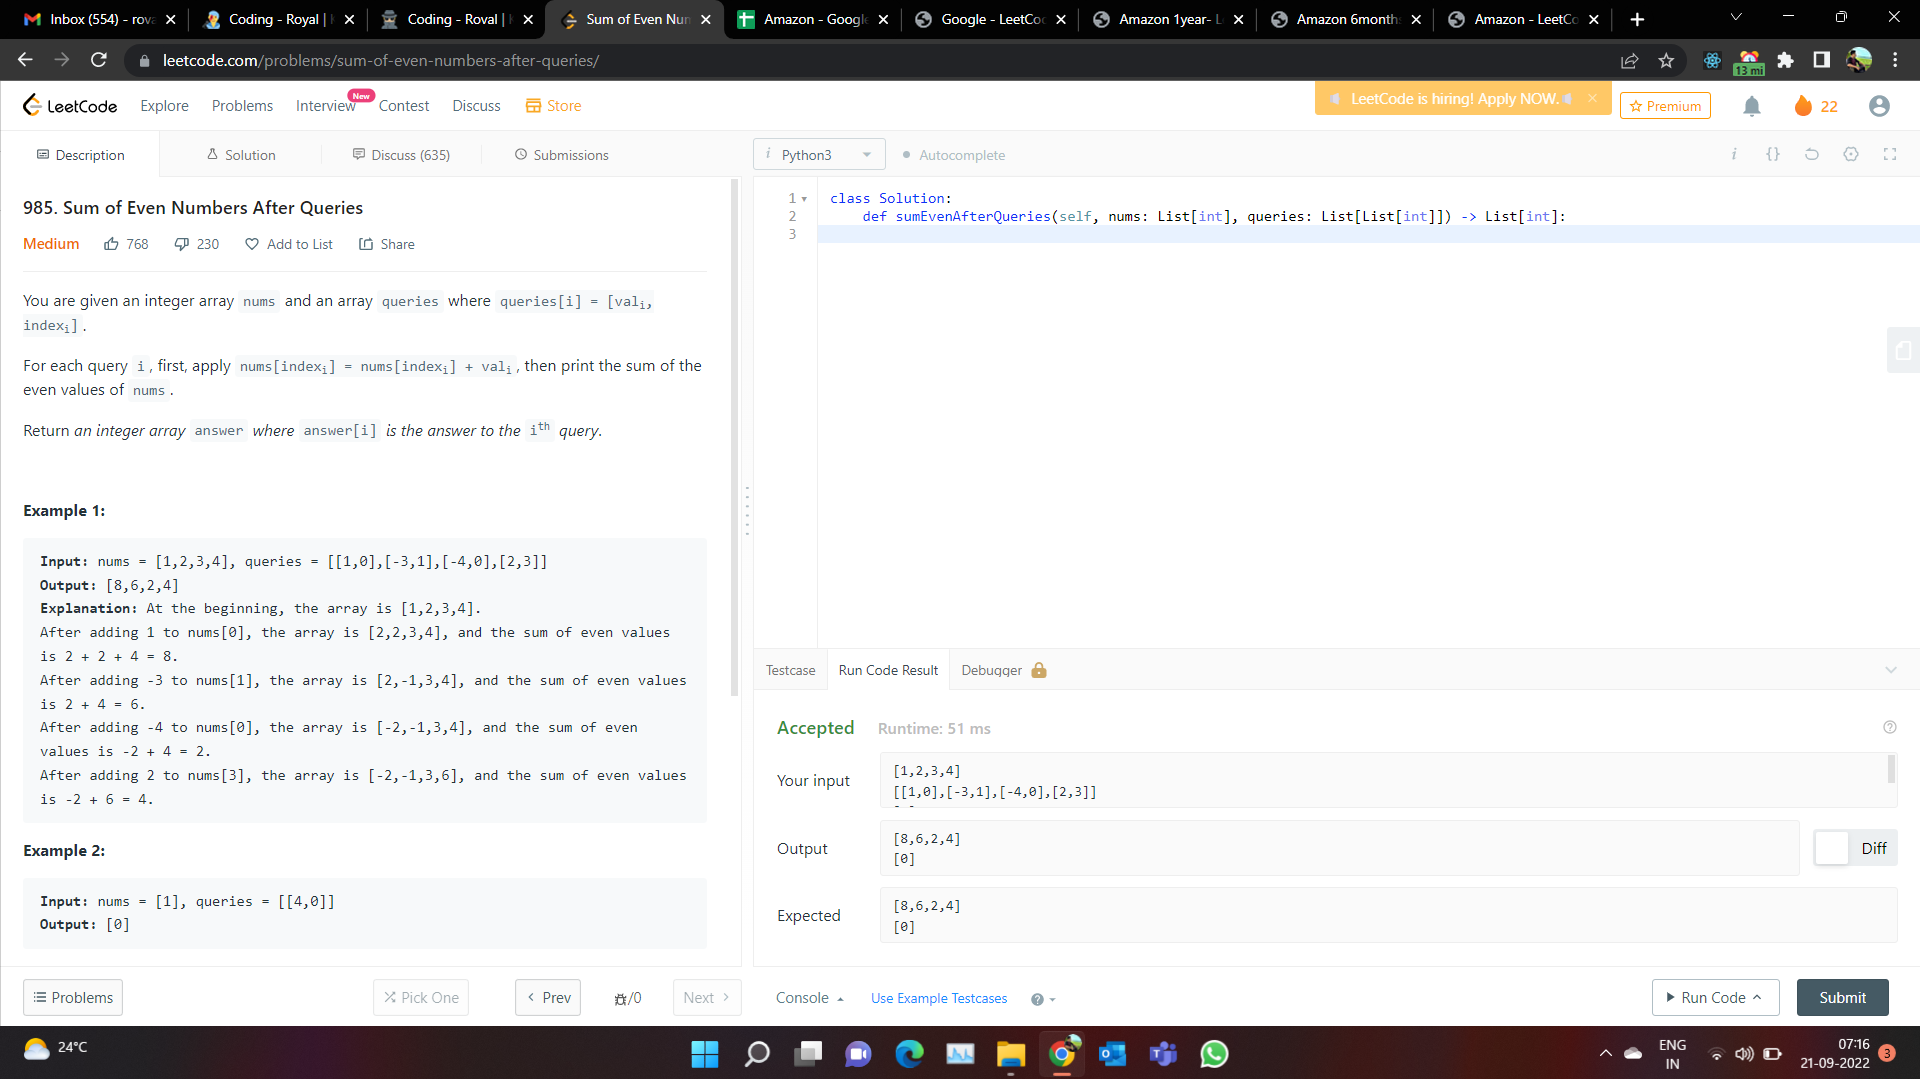 Inbox (554) - rova
Coding - Royal |
Coding - Royal |
Sum of Even Nun
Amazon - Google
Google - LeetCo
Amazon 1year- L
Amazon 6month
Amazon - LeetCo
leetcode.com/problems/sum-of-even-numbers-after-queries/
13 mi
LeetCode
Explore
Problems
Interview
New
Contest
Discuss
Store
LeetCode is hiring! Apply NOW.
Premium
22
Description
Solution
Discuss (635)
Submissions
i Python3
Autocomplete
i {}
985. Sum of Even Numbers After Queries
Medium 768 230 Add to List Share
You are given an integer array nums and an array queries where queries[i] = [valᵢ,
indexᵢ].
For each query i, first, apply nums[indexᵢ] = nums[indexᵢ] + valᵢ, then print the sum of the
even values of nums.
Return an integer array answer where answer[i] is the answer to the iᵗʰ query.
Example 1:
Input: nums = [1,2,3,4], queries = [[1,0],[-3,1],[-4,0],[2,3]]
Output: [8,6,2,4]
Explanation: At the beginning, the array is [1,2,3,4].
After adding 1 to nums[0], the array is [2,2,3,4], and the sum of even values
is 2 + 2 + 4 = 8.
After adding -3 to nums[1], the array is [2,-1,3,4], and the sum of even values
is 2 + 4 = 6.
After adding -4 to nums[0], the array is [-2,-1,3,4], and the sum of even
values is -2 + 4 = 2.
After adding 2 to nums[3], the array is [-2,-1,3,6], and the sum of even values
is -2 + 6 = 4.
Example 2:
Input: nums = [1], queries = [[4,0]]
Output: [0]
1 class Solution:
2 def sumEvenAfterQueries(self, nums: List[int], queries: List[List[int]]) -> List[int]:
3
Testcase
Run Code Result
Debugger
Accepted Runtime: 51 ms
Your input
[1,2,3,4]
[[1,0],[-3,1],[-4,0],[2,3]]
Output
[8,6,2,4]
[0]
Diff
Expected
[8,6,2,4]
[0]
Problems
Pick One
Prev
/0
Next
Console
Use Example Testcases
Run Code
Submit
24°C
ENG
IN
07:16
21-09-2022
3